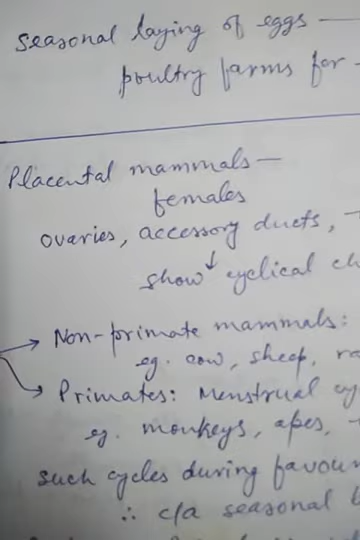 seasonal laying of eggs —
poultry farms for -
Placental mammals —
females
ovaries, accessory ducts, -
show cyclical ch
Non-primate mammals:
eg. cow, sheep, ra
Primates: Menstrual cy
eg. monkeys, apes, -
such cycles during favour
∴ c/a seasonal b